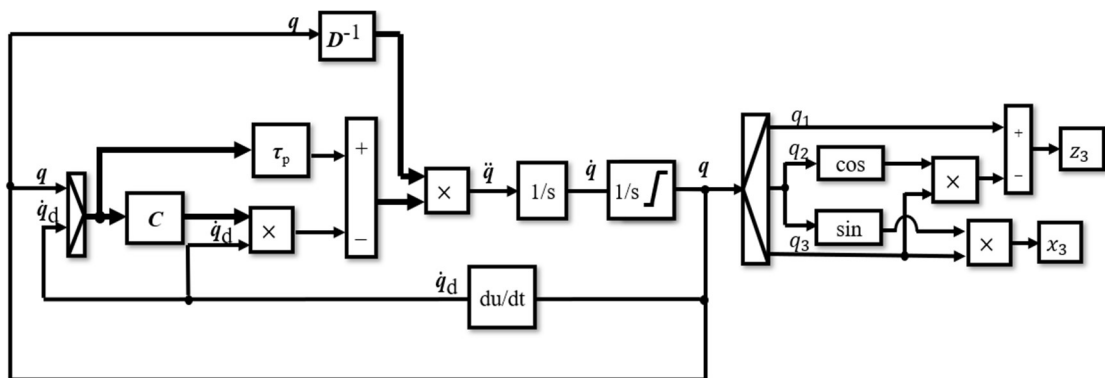 q
D⁻¹
q₁
+
z₃
τₚ
+
q₂
cos
×
−
q
q̈
q̇
q
×
1/s
1/s
q̇d
C
q̇d
×
−
sin
×
x₃
q₃
q̇d
du/dt